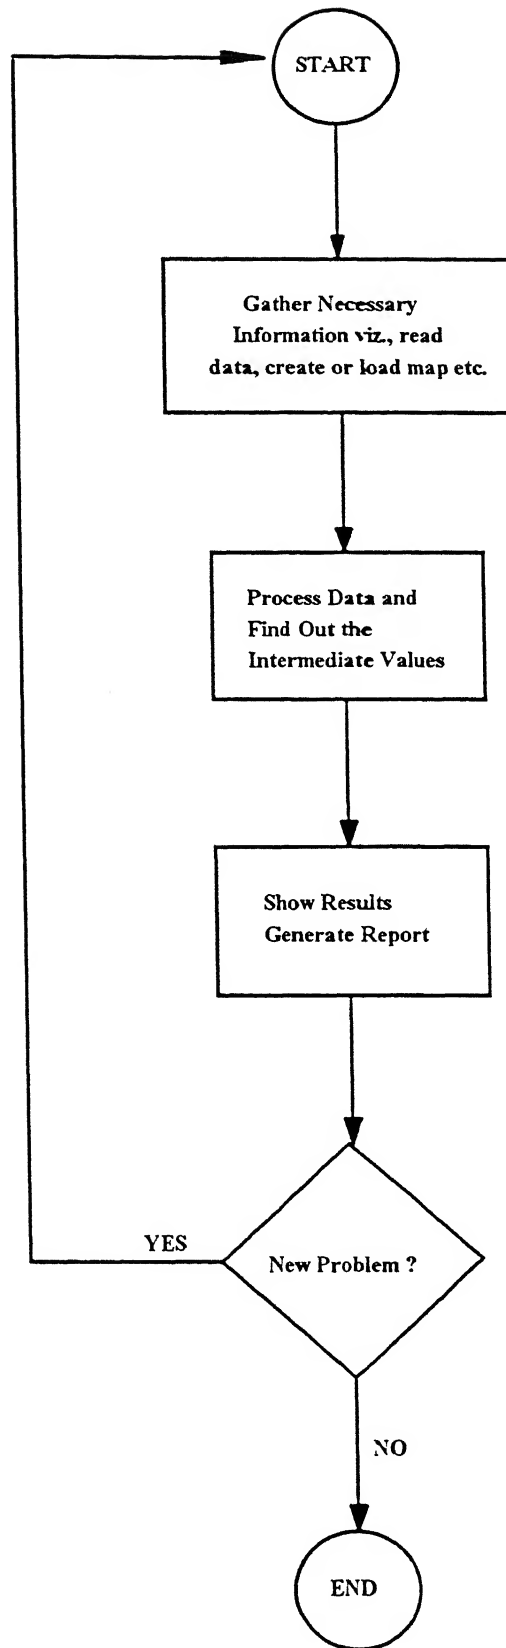 START
Gather Necessary
Information viz., read
data, create or load map etc.
Process Data and
Find Out the
Intermediate Values
Show Results
Generate Report
YES
New Problem ?
NO
END